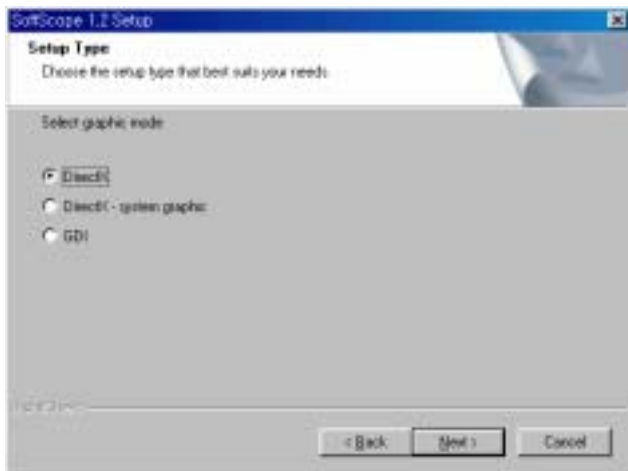 SoftScope 1.2 Setup
Setup Type
Choose the setup type that best suits your needs.
Select graphic mode
DirectX
DirectX - system graphic
GDI
< Back
Next >
Cancel